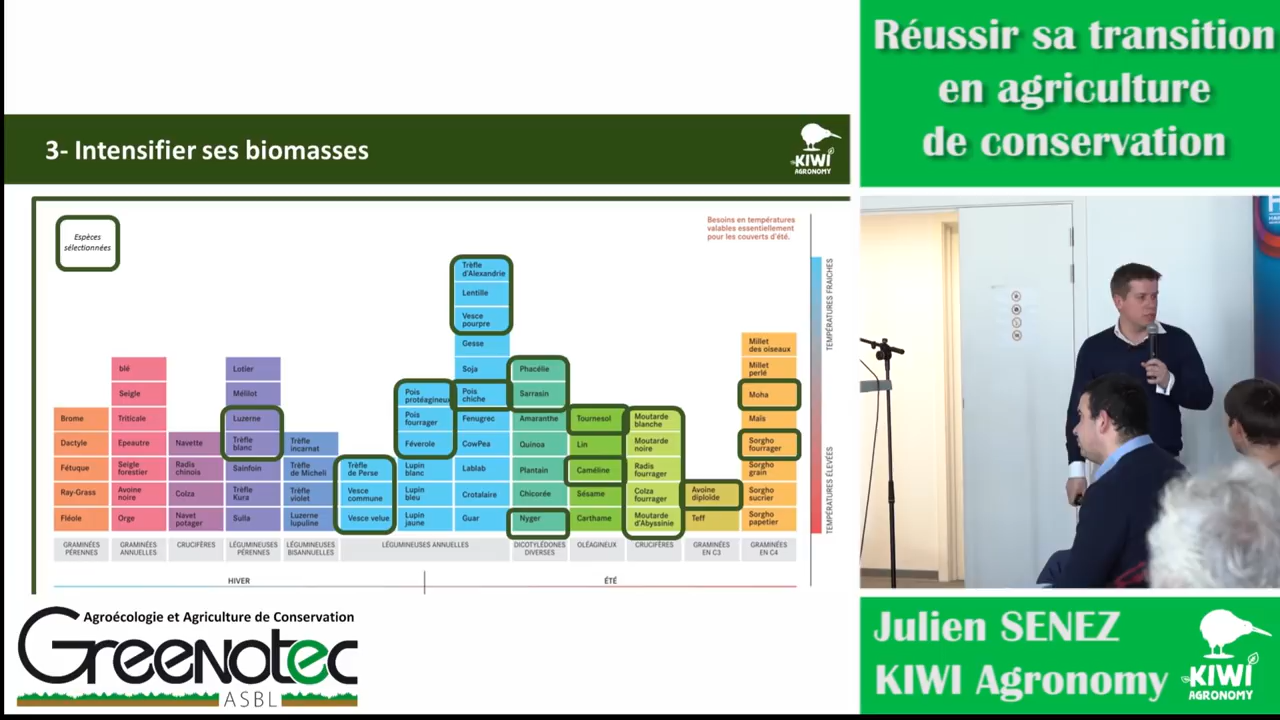 3- Intensifier ses biomasses
KIWI
AGRONOMY
Espèces
sélectionnées
Besoins en températures
valables essentiellement
pour les couverts d'été.
TEMPÉRATURES FRAICHES
TEMPÉRATURES ÉLEVÉES
Brome
Dactyle
Fétuque
Ray-Grass
Fléole
GRAMINÉES
PÉRENNES
blé
Seigle
Triticale
Epeautre
Seigle
forestier
Avoine
noire
Orge
GRAMINÉES
ANNUELLES
Navette
Radis
chinois
Colza
Navet
potager
CRUCIFÈRES
Lotier
Mélilot
Luzerne
Trèfle
blanc
Sainfoin
Trèfle
Kura
Sulla
LÉGUMINEUSES
PÉRENNES
Trèfle
incarnat
Trèfle
de Micheli
Trèfle
violet
Luzerne
lupuline
LÉGUMINEUSES
BISANNUELLES
Trèfle
de Perse
Vesce
commune
Vesce velue
Pois
protéagineux
Pois
fourrager
Féverole
Lupin
blanc
Lupin
bleu
Lupin
jaune
Trèfle
d'Alexandrie
Lentille
Vesce
pourpre
Gesse
Soja
Pois
chiche
Fenugrec
CowPea
Lablab
Crotalaire
Guar
LÉGUMINEUSES ANNUELLES
Phacélie
Sarrasin
Amaranthe
Quinoa
Plantain
Chicorée
Nyger
DICOTYLÉDONES
DIVERSES
Tournesol
Lin
Caméline
Sésame
Carthame
OLÉAGINEUX
Moutarde
blanche
Moutarde
noire
Radis
fourrager
Colza
fourrager
Moutarde
d'Abyssinie
CRUCIFÈRES
Avoine
diploïde
Teff
GRAMINÉES
EN C3
Millet
des oiseaux
Millet
perlé
Moha
Maïs
Sorgho
fourrager
Sorgho
grain
Sorgho
sucrier
Sorgho
papetier
GRAMINÉES
EN C4
HIVER
ÉTÉ
Agroécologie et Agriculture de Conservation
Greenotec
ASBL
Réussir sa transition
en agriculture
de conservation
Julien SENEZ
KIWI Agronomy
KIWI
AGRONOMY